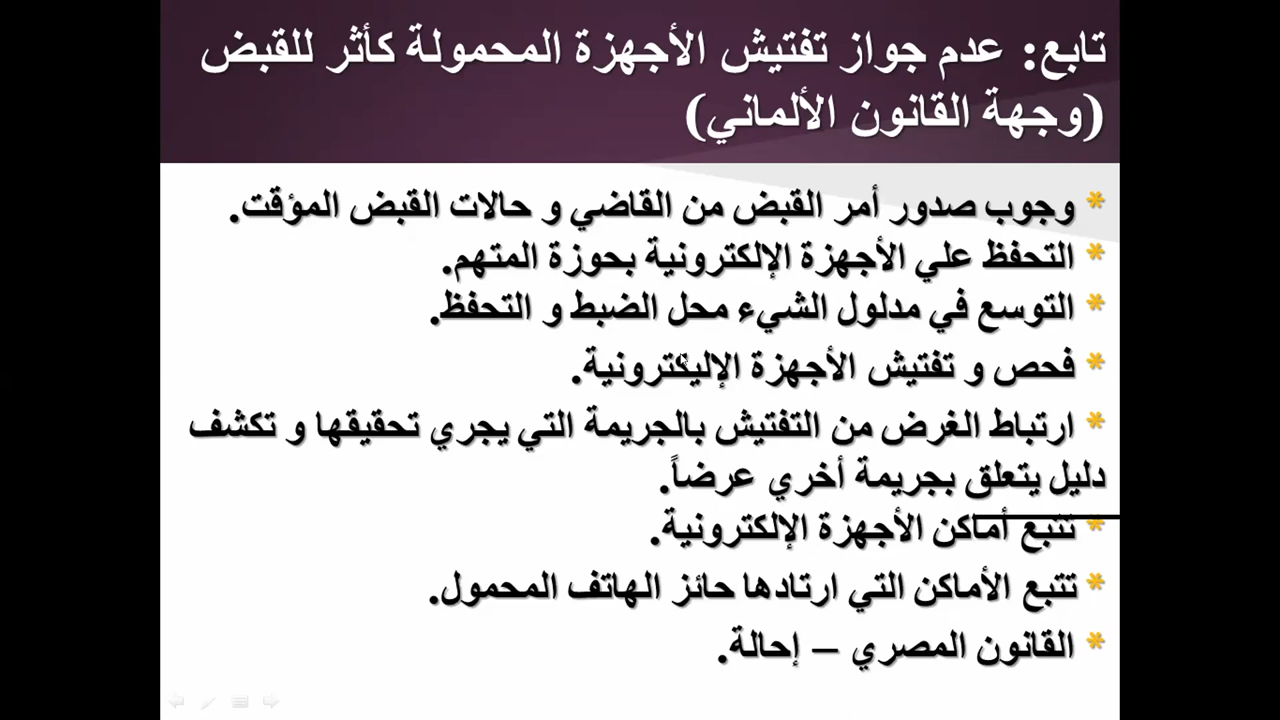 تابع: عدم جواز تفتيش الأجهزة المحمولة كأثر للقبض
(وجهة القانون الألماني)
* وجوب صدور أمر القبض من القاضي و حالات القبض المؤقت.
* التحفظ علي الأجهزة الإلكترونية بحوزة المتهم.
* التوسع في مدلول الشيء محل الضبط و التحفظ.
* فحص و تفتيش الأجهزة الإليكترونية.
* ارتباط الغرض من التفتيش بالجريمة التي يجري تحقيقها و تكشف
دليل يتعلق بجريمة أخري عرضاً.
* تتبع أماكن الأجهزة الإلكترونية.
* تتبع الأماكن التي ارتادها حائز الهاتف المحمول.
* القانون المصري – إحالة.